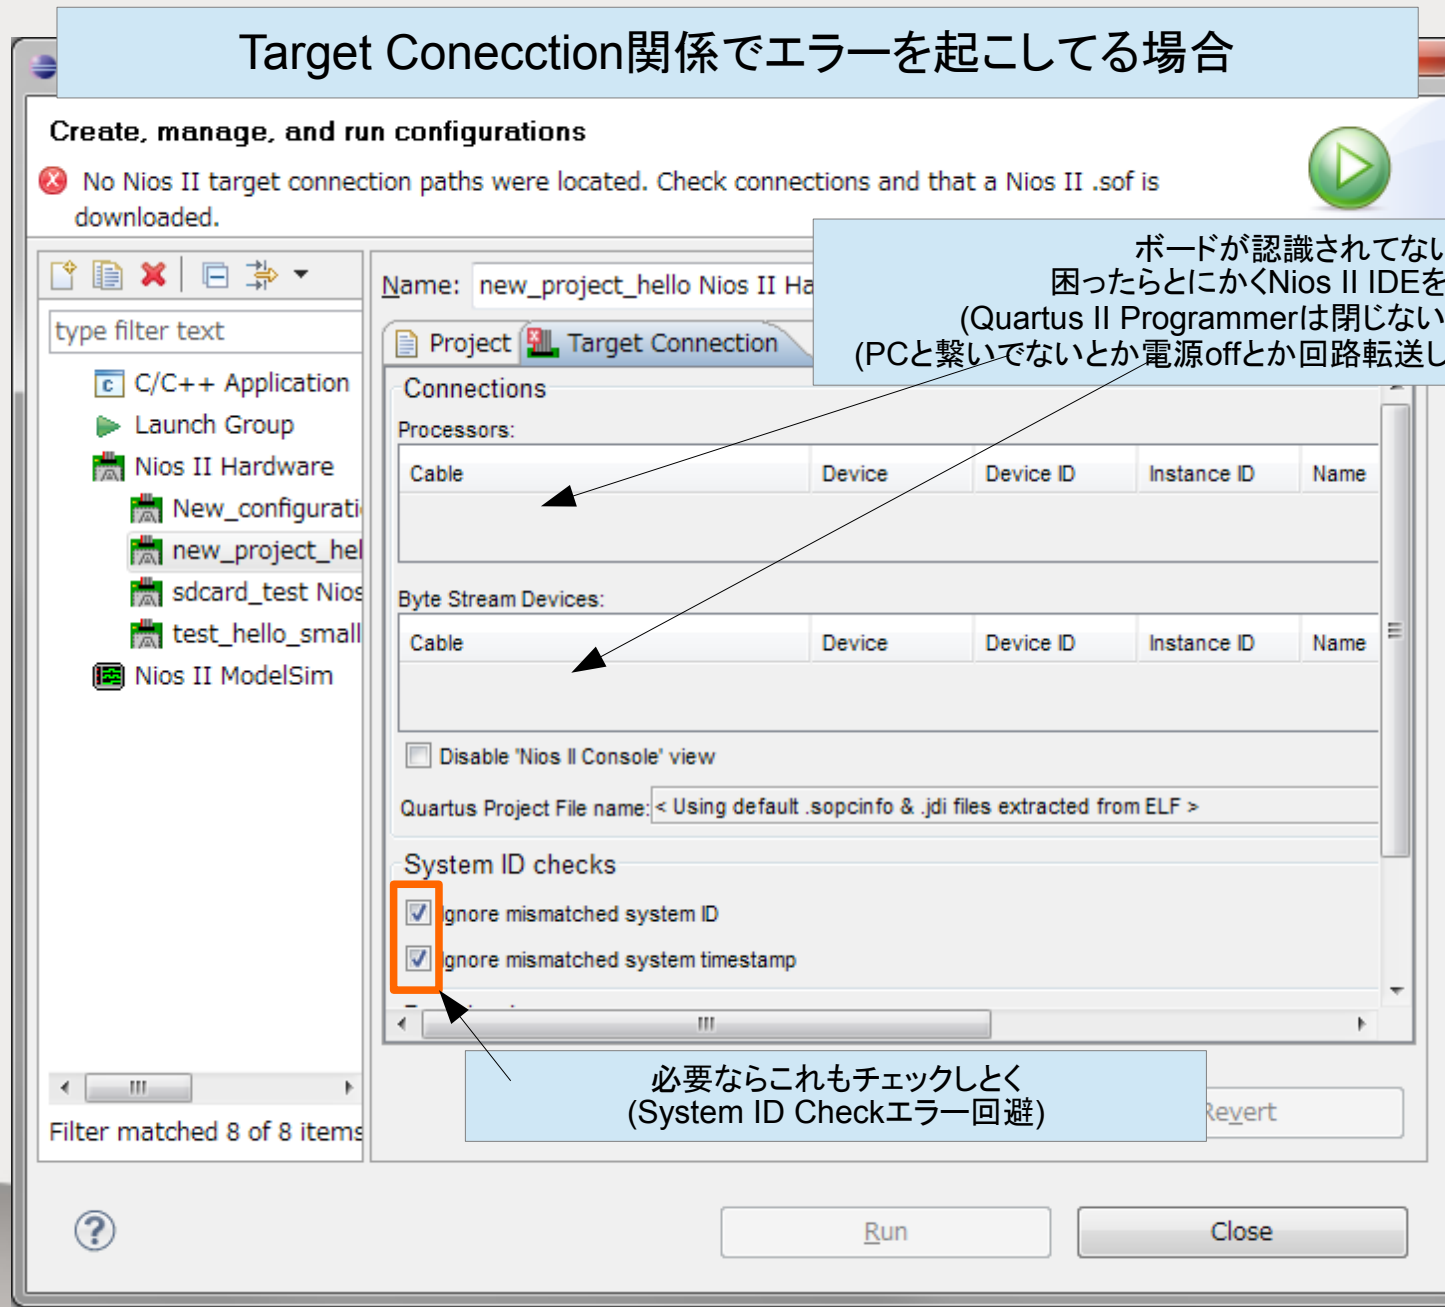 Target Conecction関係でエラーを起こしてる場合
Create, manage, and run configurations
No Nios II target connection paths were located. Check connections and that a Nios II .sof is
downloaded.
ボードが認識されてない
困ったらとにかくNios II IDEを
(Quartus II Programmerは閉じない
(PCと繋いでないとか電源offとか回路転送し
type filter text
C/C++ Application
Launch Group
Nios II Hardware
New_configurati
new_project_hel
sdcard_test Nios
test_hello_small
Nios II ModelSim
Filter matched 8 of 8 items
Name: new_project_hello Nios II Ha
Project Target Connection
Connections
Processors:
Cable Device Device ID Instance ID Name
Byte Stream Devices:
Cable Device Device ID Instance ID Name
Disable 'Nios II Console' view
Quartus Project File name: < Using default .sopcinfo & .jdi files extracted from ELF >
System ID checks
Ignore mismatched system ID
Ignore mismatched system timestamp
必要ならこれもチェックしとく
(System ID Checkエラー回避)
Revert
Run Close